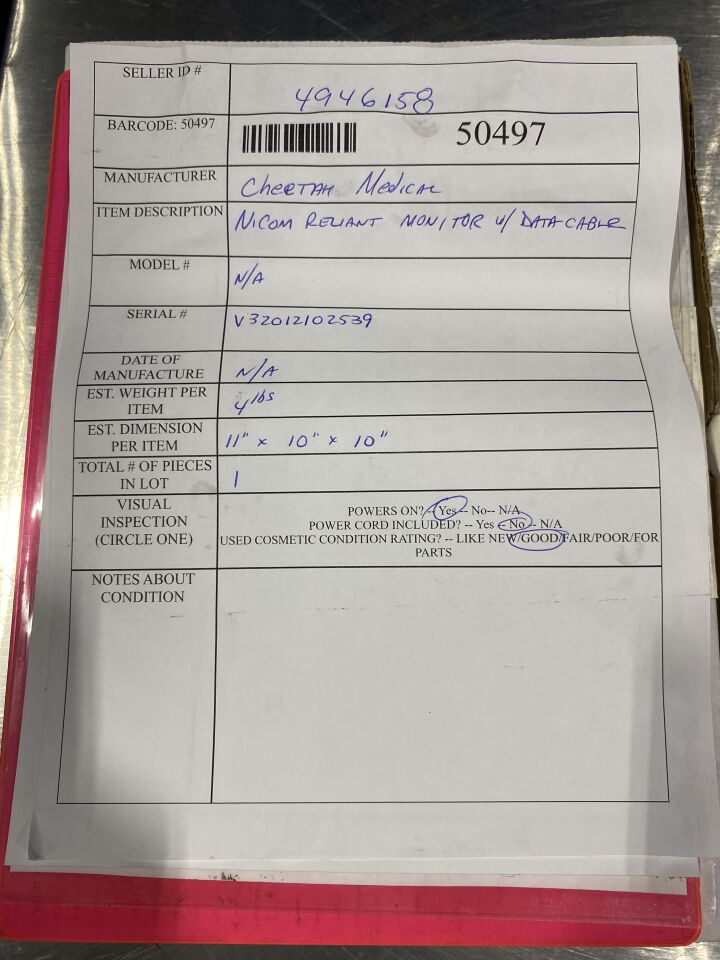 SELLER ID #
4946158
BARCODE: 50497
50497
MANUFACTURER
CHEETAH MEDICAL
ITEM DESCRIPTION
NICOM RELIANT MONITOR W/ DATA CABLE
MODEL #
N/A
SERIAL #
V32012102539
DATE OF
MANUFACTURE
N/A
EST. WEIGHT PER
ITEM
4 lbs
EST. DIMENSION
PER ITEM
11" x 10" x 10"
TOTAL # OF PIECES
IN LOT
1
VISUAL
INSPECTION
(CIRCLE ONE)
POWERS ON? -- Yes -- No-- N/A
POWER CORD INCLUDED? -- Yes -- No -- N/A
USED COSMETIC CONDITION RATING? -- LIKE NEW/GOOD/FAIR/POOR/FOR
PARTS
NOTES ABOUT
CONDITION